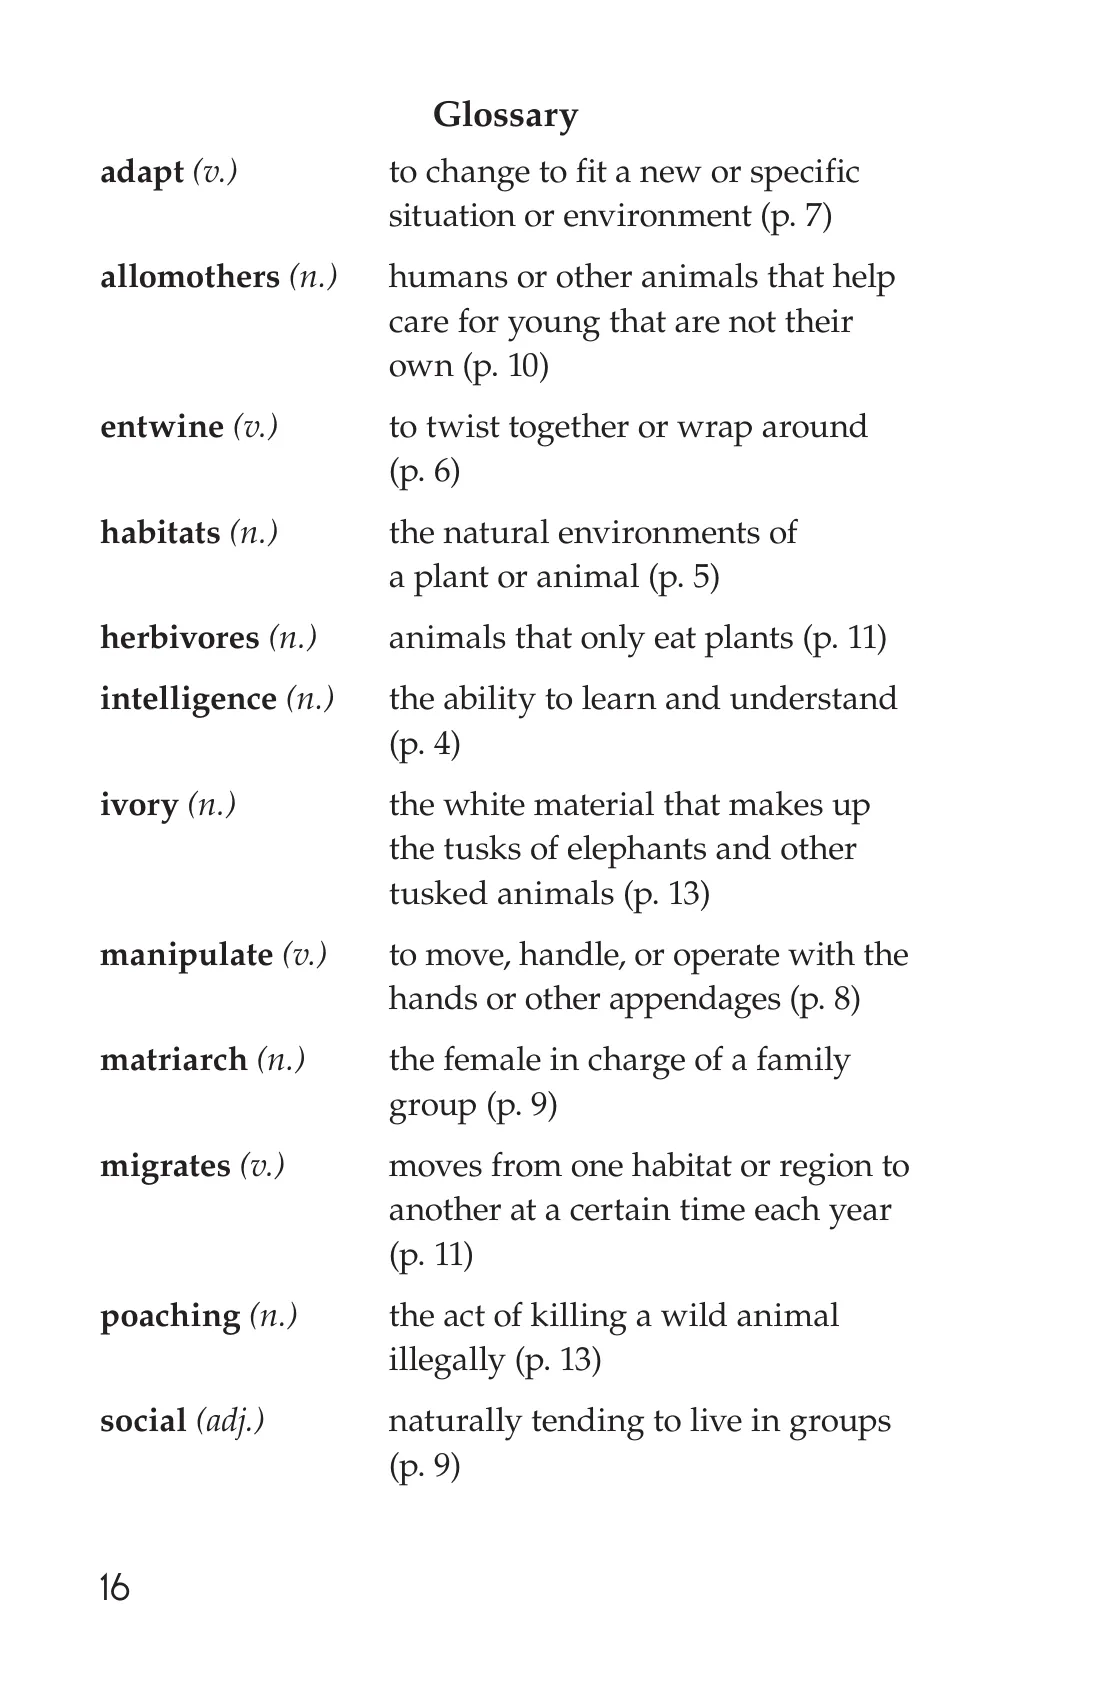 Glossary
adapt (v.) to change to fit a new or specific
situation or environment (p. 7)
allomothers (n.) humans or other animals that help
care for young that are not their
own (p. 10)
entwine (v.) to twist together or wrap around
(p. 6)
habitats (n.) the natural environments of
a plant or animal (p. 5)
herbivores (n.) animals that only eat plants (p. 11)
intelligence (n.) the ability to learn and understand
(p. 4)
ivory (n.) the white material that makes up
the tusks of elephants and other
tusked animals (p. 13)
manipulate (v.) to move, handle, or operate with the
hands or other appendages (p. 8)
matriarch (n.) the female in charge of a family
group (p. 9)
migrates (v.) moves from one habitat or region to
another at a certain time each year
(p. 11)
poaching (n.) the act of killing a wild animal
illegally (p. 13)
social (adj.) naturally tending to live in groups
(p. 9)
16